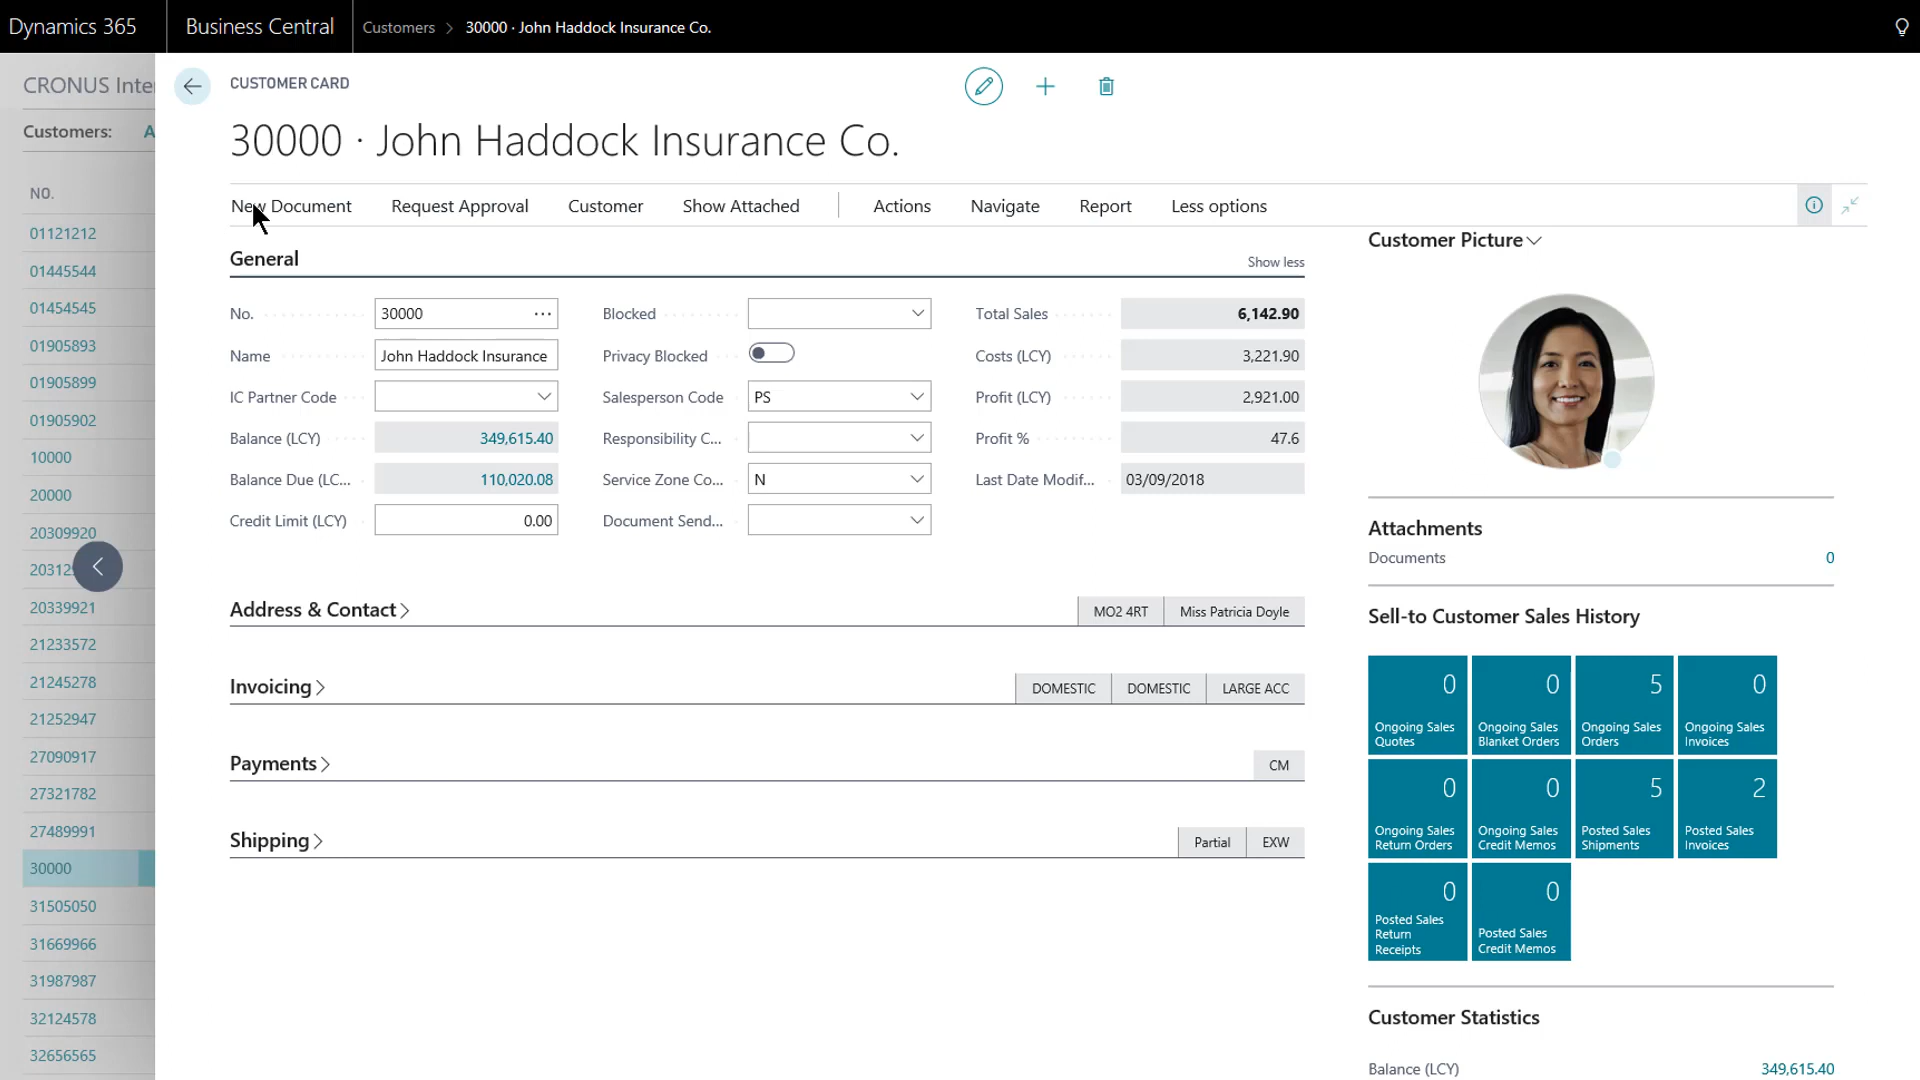 Dynamics 365
Business Central
Customers > 30000 · John Haddock Insurance Co.
CRONUS Inte
Customers: A
NO.
01121212
01445544
01454545
01905893
01905899
01905902
10000
20000
20309920
20312
20339921
21233572
21245278
21252947
27090917
27321782
27489991
30000
31505050
31669966
31987987
32124578
32656565
CUSTOMER CARD
30000 · John Haddock Insurance Co.
New Document Request Approval Customer Show Attached Actions Navigate Report Less options
General
Show less
No. 30000 ...
Name John Haddock Insurance
IC Partner Code
Balance (LCY) 349,615.40
Balance Due (LC... 110,020.08
Credit Limit (LCY) 0.00
Blocked
Privacy Blocked
Salesperson Code PS
Responsibility C...
Service Zone Co... N
Document Send...
Total Sales 6,142.90
Costs (LCY) 3,221.90
Profit (LCY) 2,921.00
Profit % 47.6
Last Date Modif... 03/09/2018
Address & Contact > MO2 4RT Miss Patricia Doyle
Invoicing > DOMESTIC DOMESTIC LARGE ACC
Payments > CM
Shipping > Partial EXW
Customer Picture
Attachments
Documents 0
Sell-to Customer Sales History
0
Ongoing Sales
Quotes
0
Ongoing Sales
Blanket Orders
5
Ongoing Sales
Orders
0
Ongoing Sales
Invoices
0
Ongoing Sales
Return Orders
0
Ongoing Sales
Credit Memos
5
Posted Sales
Shipments
2
Posted Sales
Invoices
0
Posted Sales
Return
Receipts
0
Posted Sales
Credit Memos
Customer Statistics
Balance (LCY) 349,615.40